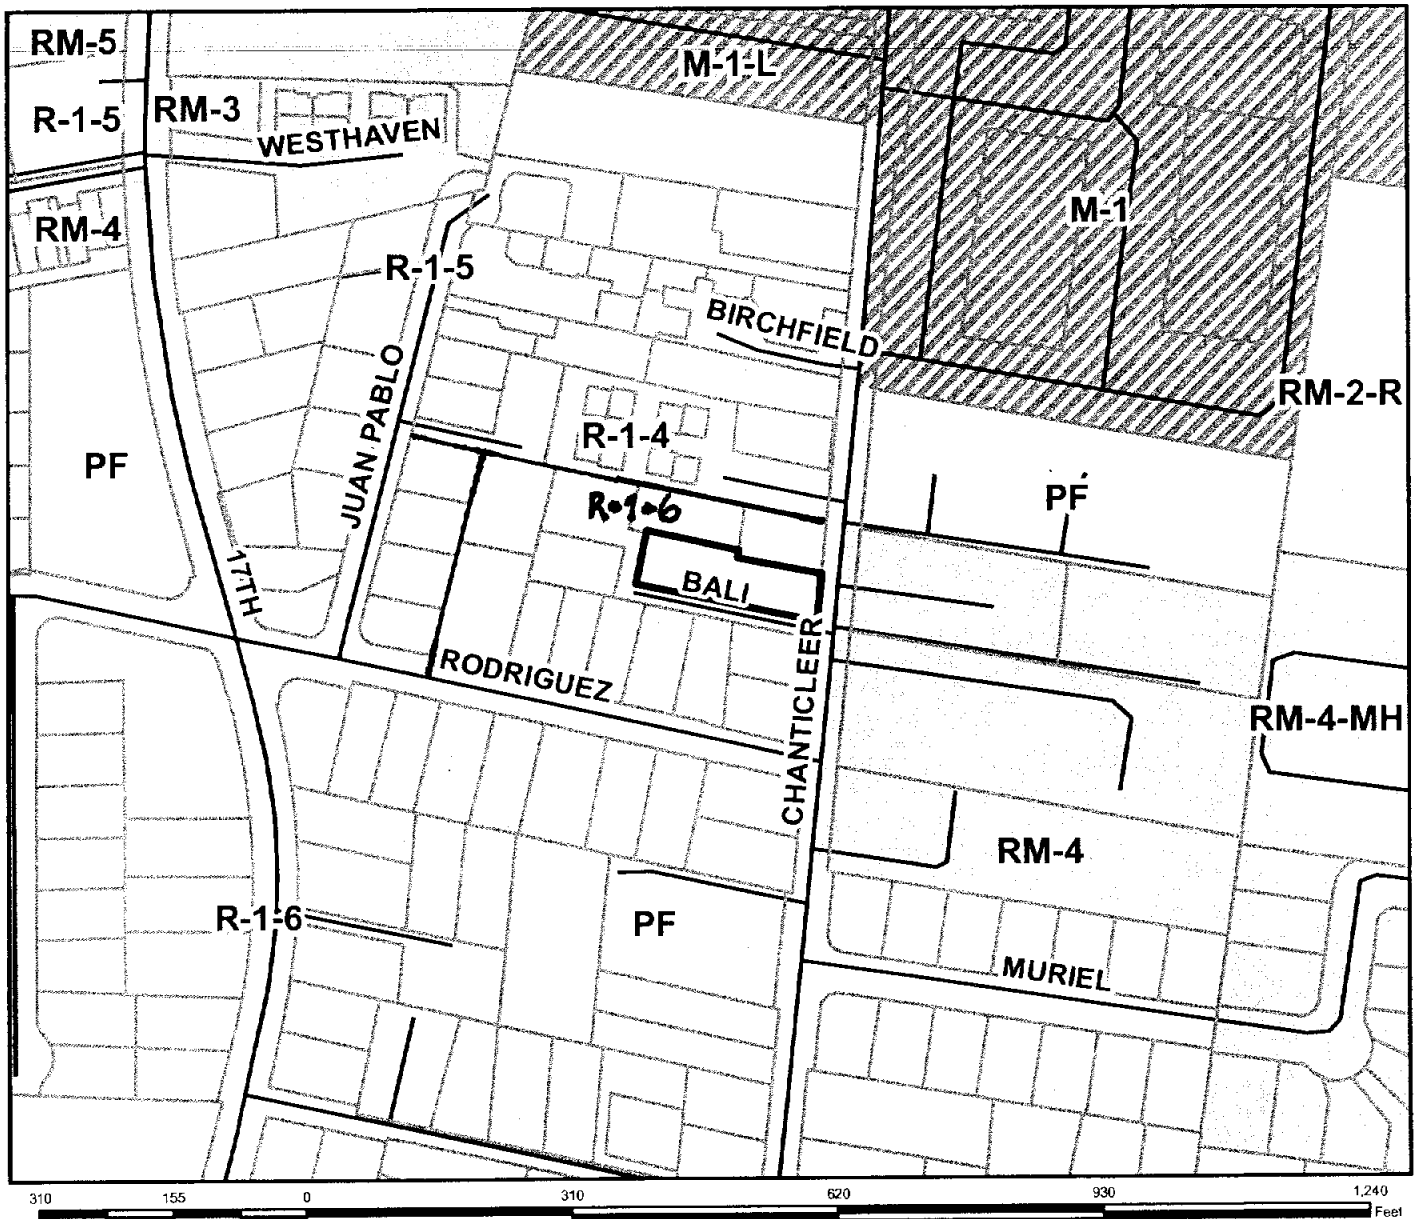 RM-5
M-1-L
R-1-5
RM-3
WESTHAVEN
RM-4
M-1
R-1-5
BIRCHFIELD
RM-2-R
JUAN PABLO
R-1-4
PF
PF
R-1-6
17TH
BALI
CHANTICLEER
RODRIGUEZ
RM-4-MH
RM-4
R-1-6
PF
MURIEL
310 155 0 310 620 930 1,240
Feet